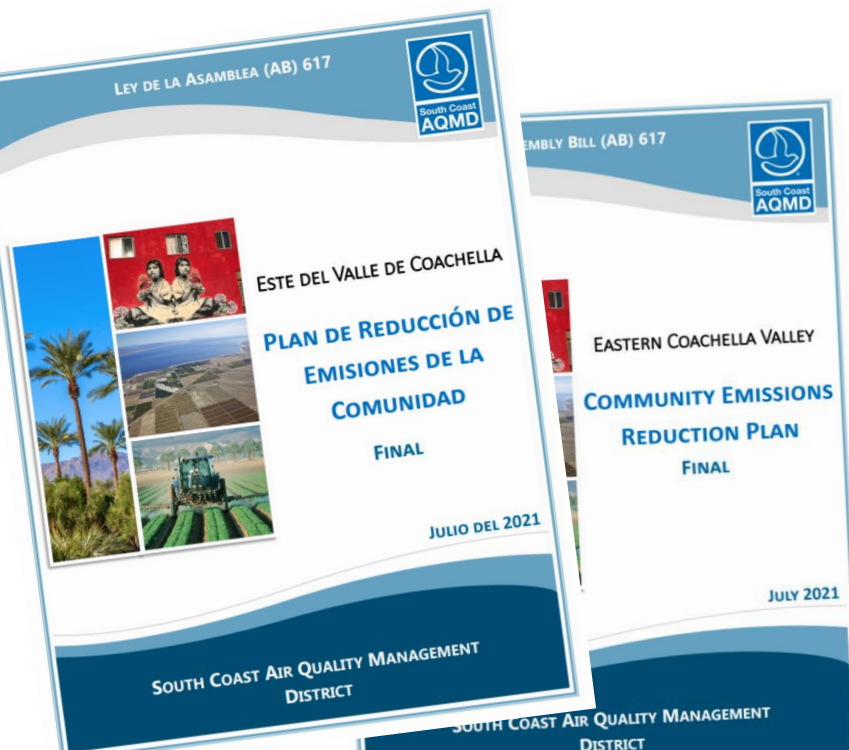 LEY DE LA ASAMBLEA (AB) 617
South Coast
AQMD
ESTE DEL VALLE DE COACHELLA
PLAN DE REDUCCIÓN DE
EMISIONES DE LA
COMUNIDAD
FINAL
JULIO DEL 2021
SOUTH COAST AIR QUALITY MANAGEMENT
DISTRICT
BILL (AB) 617
South Coast
AQMD
EASTERN COACHELLA VALLEY
COMMUNITY EMISSIONS
REDUCTION PLAN
FINAL
JULY 2021
SOUTH COAST AIR QUALITY MANAGEMENT
DISTRICT